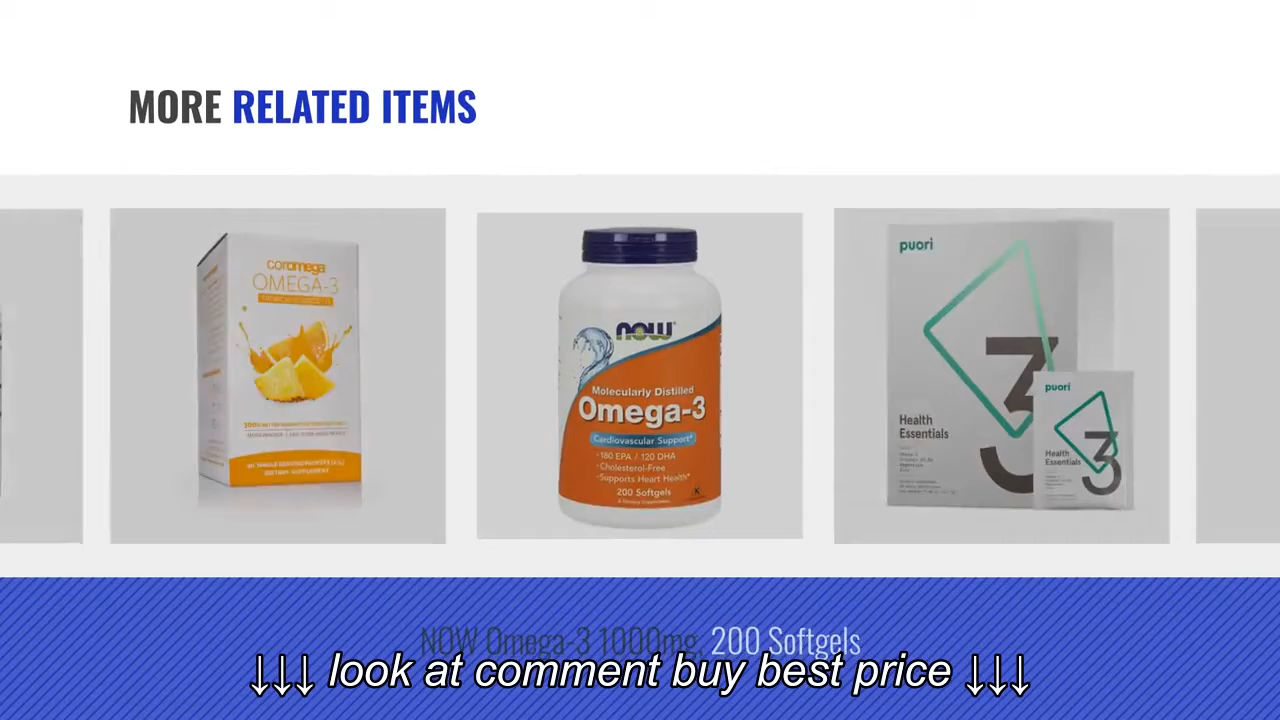 MORE RELATED ITEMS
coromega
OMEGA-3
NOW
Molecularly Distilled
Omega-3
Cardiovascular Support*
• 180 EPA / 120 DHA
• Cholesterol-Free
• Supports Heart Health*
200 Softgels
puori
3
Health
Essentials
puori
3
Health
Essentials
NOW Omega-3 1000mg, 200 Softgels
↓↓↓ look at comment buy best price ↓↓↓